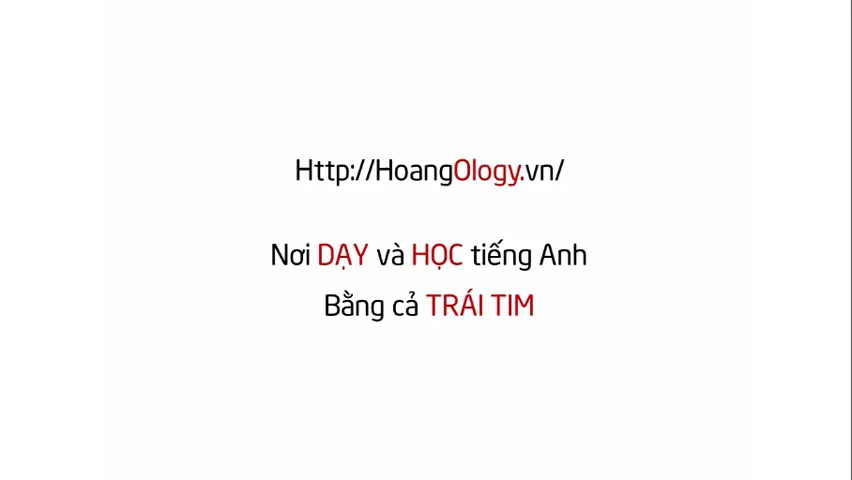 Http://HoangOlogy.vn/
Nơi DẠY và HỌC tiếng Anh
Bằng cả TRÁI TIM